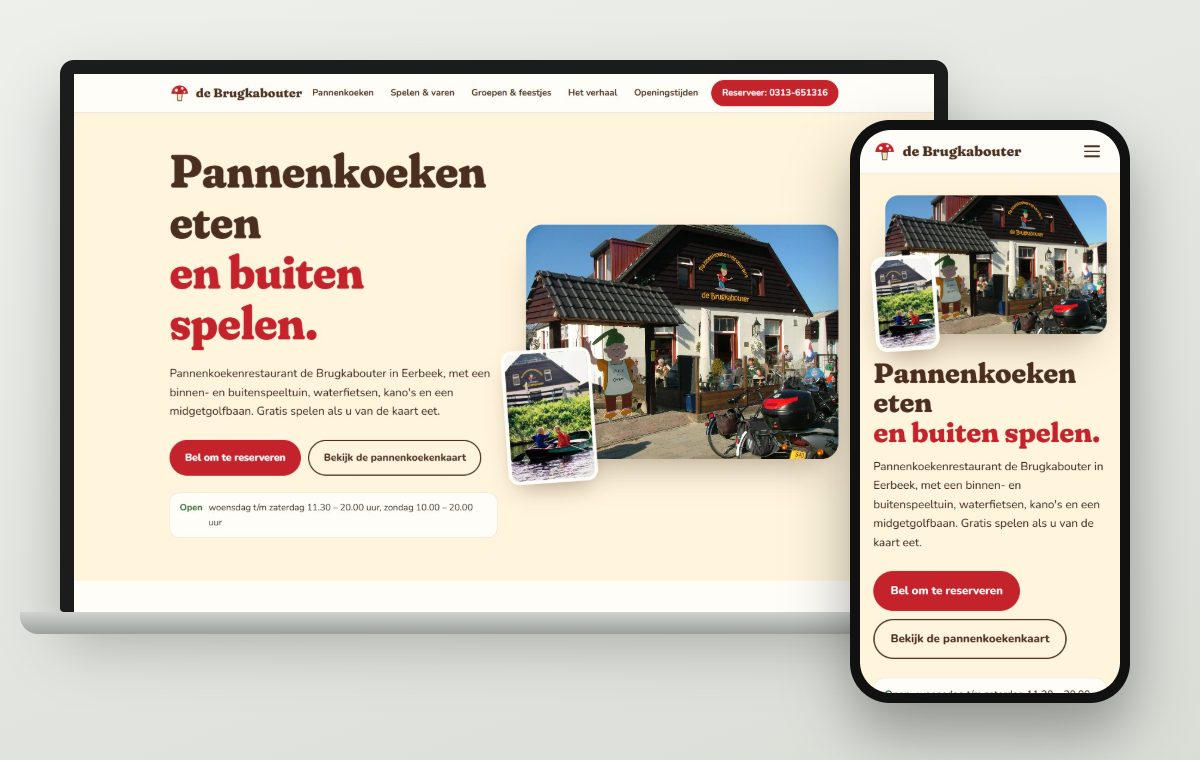 de Brugkabouter Pannenkoeken Spelen & varen Groepen & feestjes Het verhaal Openingstijden Reserveer: 0313-651316
Pannenkoeken
eten
en buiten
spelen.
Pannenkoekenrestaurant de Brugkabouter in Eerbeek, met een
binnen- en buitenspeeltuin, waterfietsen, kano's en een
midgetgolfbaan. Gratis spelen als u van de kaart eet.
Bel om te reserveren Bekijk de pannenkoekenkaart
Open woensdag t/m zaterdag 11.30 – 20.00 uur, zondag 10.00 – 20.00
uur
de Brugkabouter
de Brugkabouter
de Brugkabouter
Pannenkoeken
eten
en buiten spelen.
Pannenkoekenrestaurant de Brugkabouter in
Eerbeek, met een binnen- en
buitenspeeltuin, waterfietsen, kano's en een
midgetgolfbaan. Gratis spelen als u van de
kaart eet.
Bel om te reserveren
Bekijk de pannenkoekenkaart